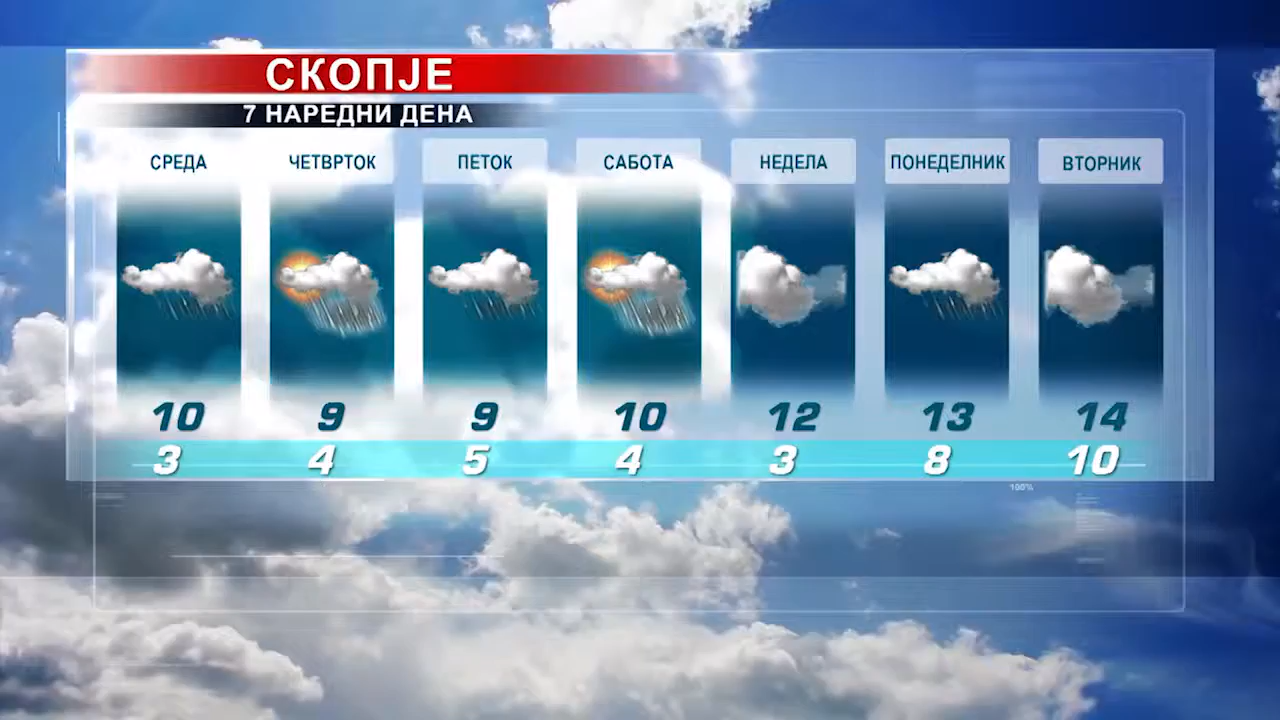 СКОПЈЕ
7 НАРЕДНИ ДЕНА
СРЕДА ЧЕТВРТОК ПЕТОК САБОТА НЕДЕЛА ПОНЕДЕЛНИК ВТОРНИК
10 9 9 10 12 13 14
3 4 5 4 3 8 10
100%